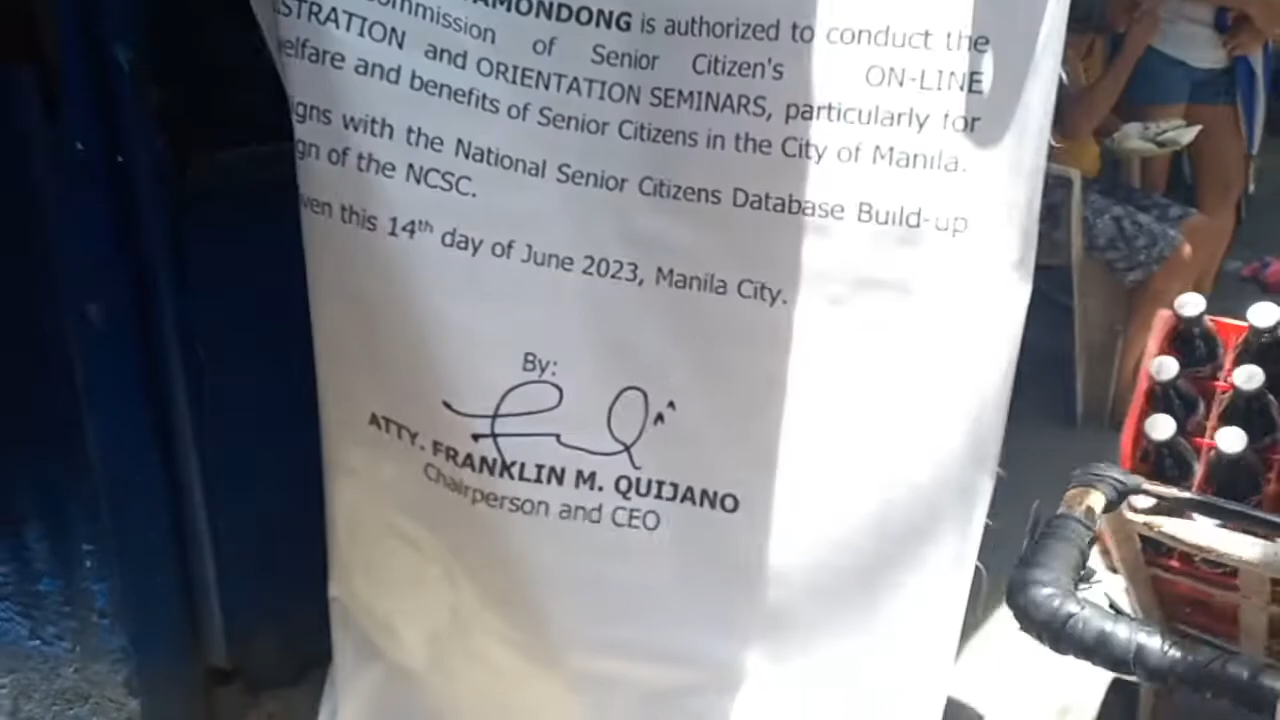 AMONDONG is authorized to conduct the
ommission of Senior Citizen's ON-LINE
STRATION and ORIENTATION SEMINARS, particularly for
elfare and benefits of Senior Citizens in the City of Manila.
igns with the National Senior Citizens Database Build-up
gn of the NCSC.
ven this 14th day of June 2023, Manila City.
By:
ATTY. FRANKLIN M. QUIJANO
Chairperson and CEO